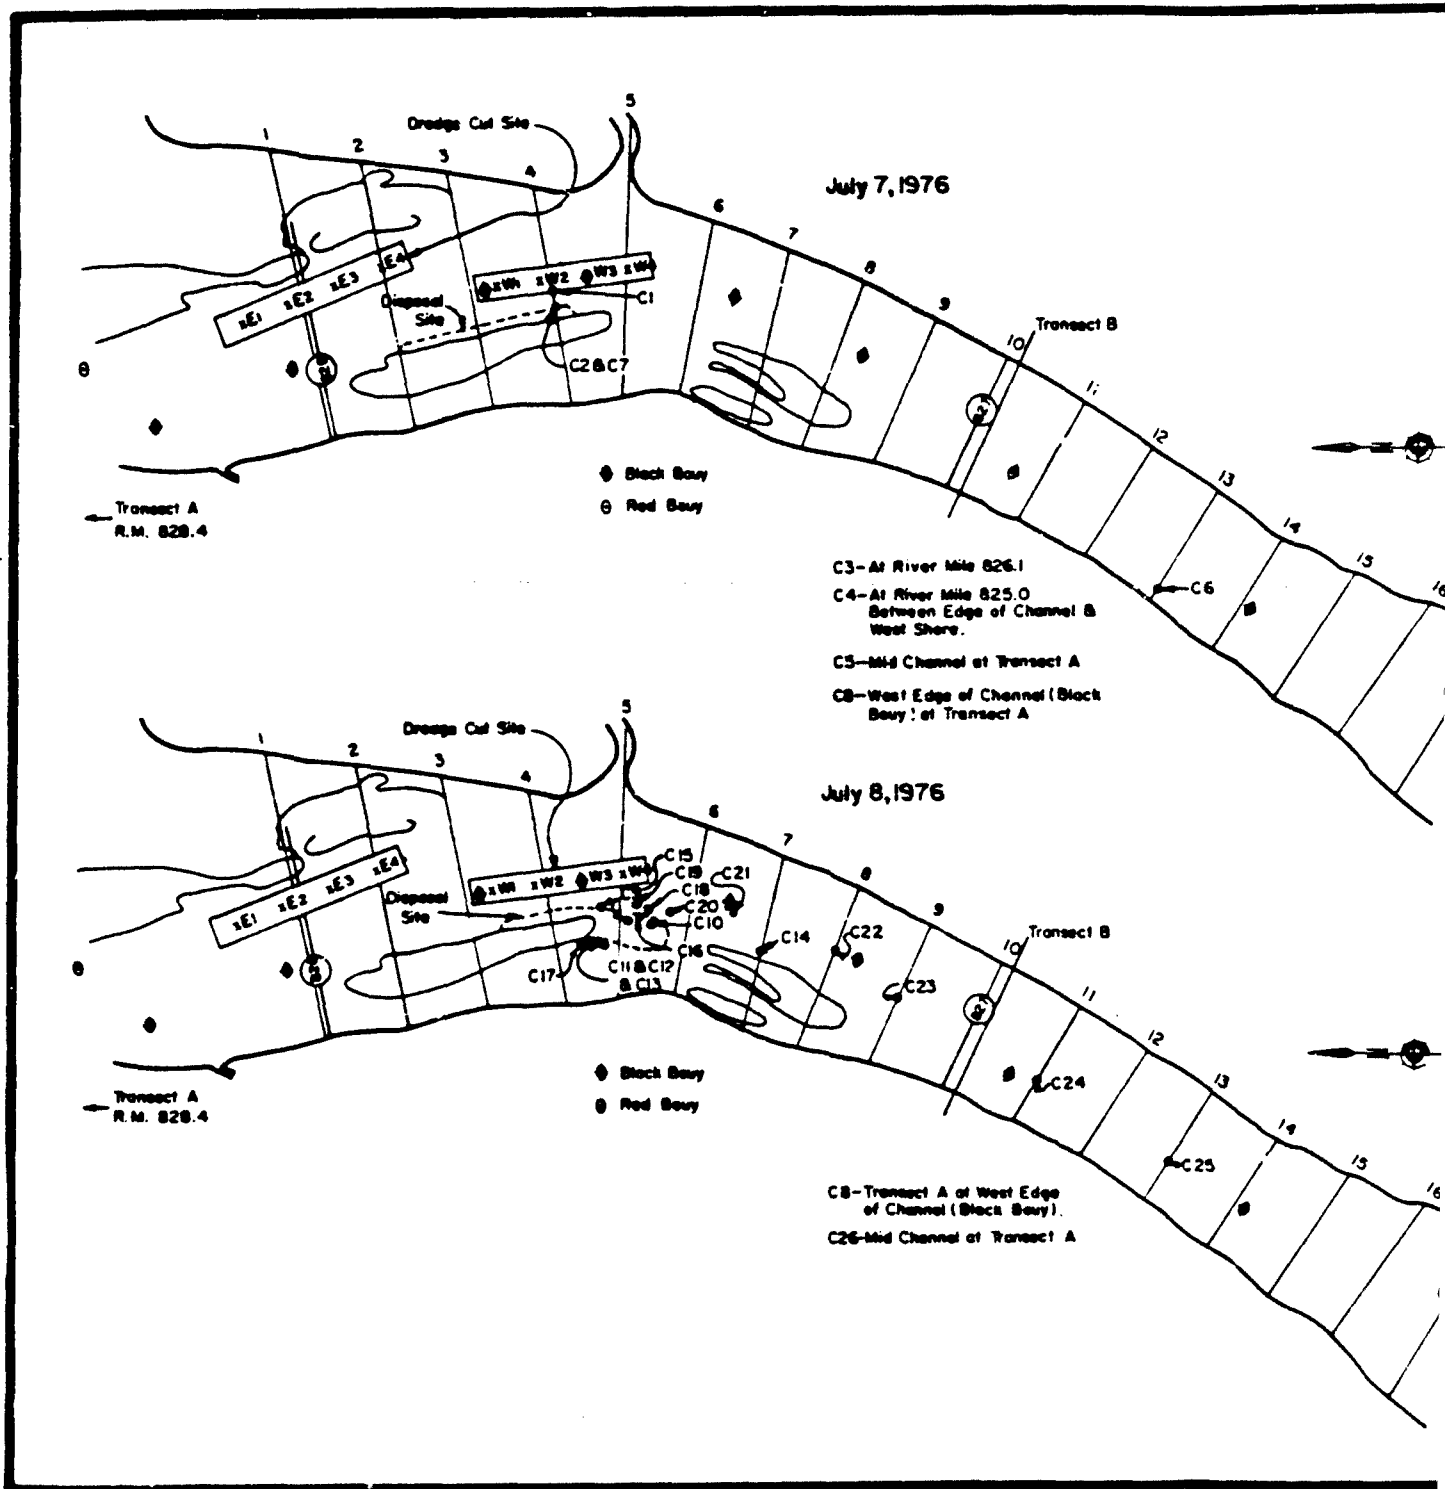 5
Dredge Cut Site
1
2
3
4
July 7, 1976
6
7
8
9
10
Transect B
11
12
13
14
15
16
xE1 xE2 xE3 xE4
xW1 xW2 W3 xW4
C1
Disposal
Site
C2 & C7
827
Black Bouy
Red Bouy
Transect A
R.M. 828.4
N
C6
C3-At River Mile 826.1
C4-At River Mile 825.0
Between Edge of Channel &
West Shore.
C5-Mid Channel at Transect A
C8-West Edge of Channel (Black
Bouy) at Transect A
5
Dredge Cut Site
1
2
3
4
July 8, 1976
6
7
8
9
10
Transect B
11
12
13
14
15
16
xE1 xE2 xE3 xE4
xW1 xW2 W3 xW4
C15
C19
C18
C21
C20
C10
C16
Disposal
Site
C17
C11 & C12
& C13
C14
C22
C23
827
C24
C25
Black Bouy
Red Bouy
Transect A
R.M. 828.4
N
C8-Transect A at West Edge
of Channel (Black Bouy).
C26-Mid Channel at Transect A